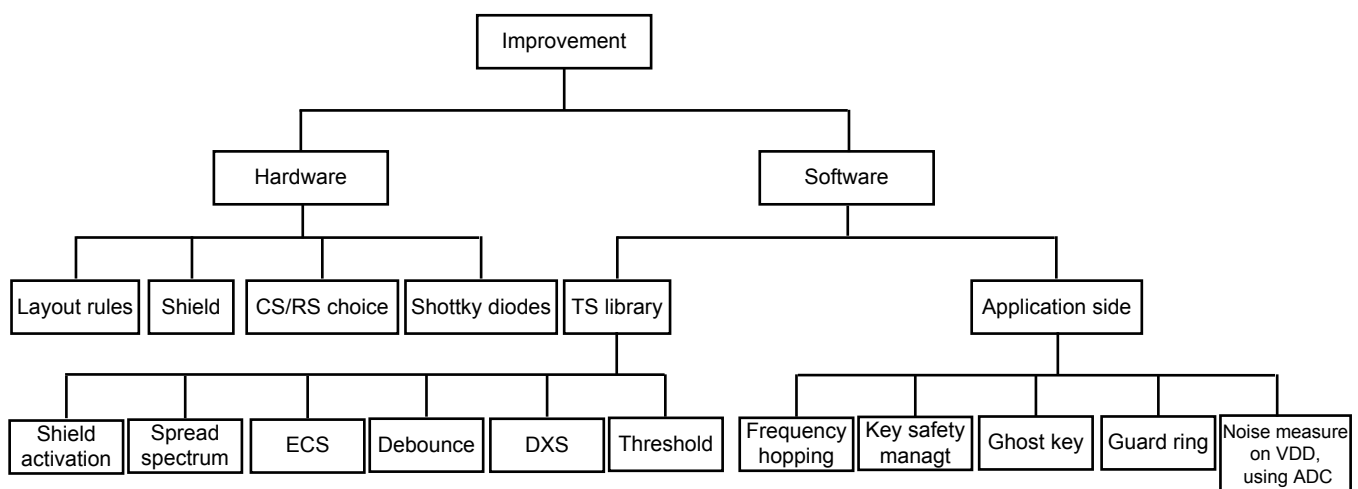 Improvement
Hardware
Software
Layout rules
Shield
CS/RS choice
Shottky diodes
TS library
Application side
Shield
activation
Spread
spectrum
ECS
Debounce
DXS
Threshold
Frequency
hopping
Key safety
managt
Ghost key
Guard ring
Noise measure
on VDD,
using ADC